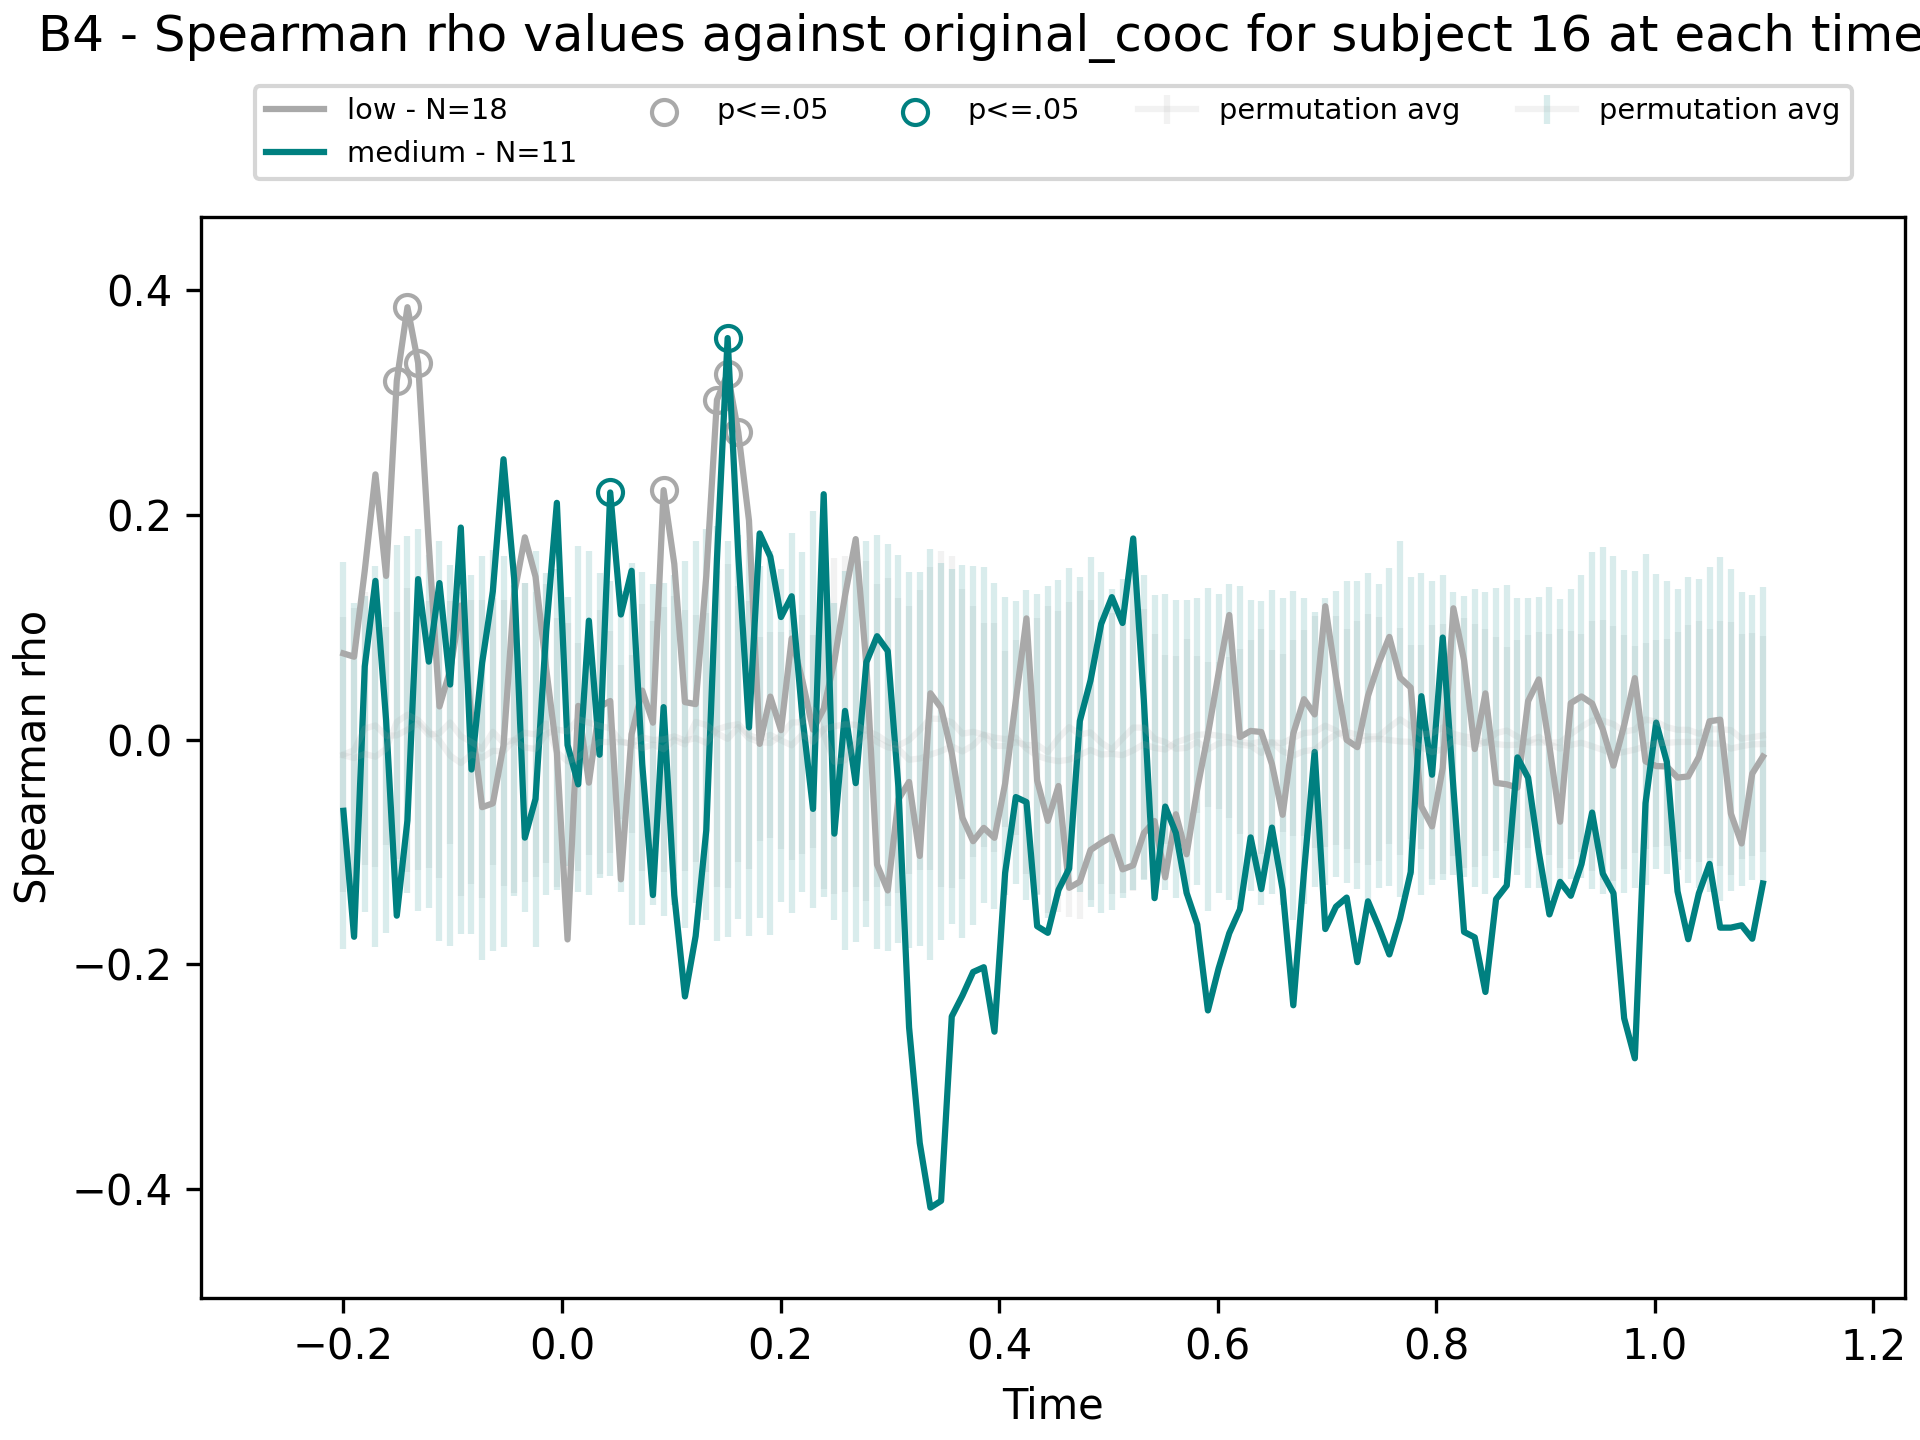 B4 - Spearman rho values against original_cooc for subject 16 at each time
low - N=18
medium - N=11
p<=.05
p<=.05
permutation avg
permutation avg
Spearman rho
0.4
0.2
0.0
−0.2
−0.4
−0.2 0.0 0.2 0.4 0.6 0.8 1.0 1.2
Time